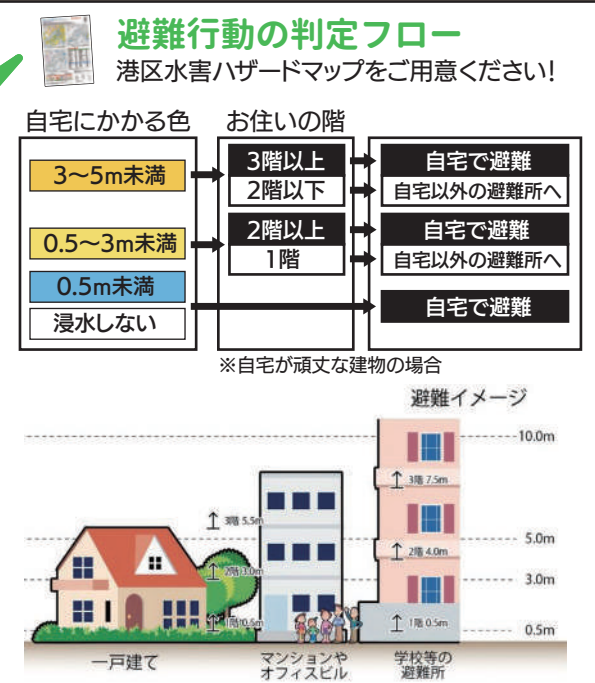 避難行動の判定フロー
港区水害ハザードマップをご用意ください!
自宅にかかる色
お住いの階
3～5m未満
3階以上
自宅で避難
2階以下
自宅以外の避難所へ
0.5～3m未満
2階以上
自宅で避難
1階
自宅以外の避難所へ
0.5m未満
浸水しない
自宅で避難
※自宅が頑丈な建物の場合
避難イメージ
10.0m
3階 7.5m
3階 5.5m
5.0m
2階 4.0m
2階 3.0m
3.0m
1階 0.5m
1階 0.5m
0.5m
一戸建て
マンションや
オフィスビル
学校等の
避難所